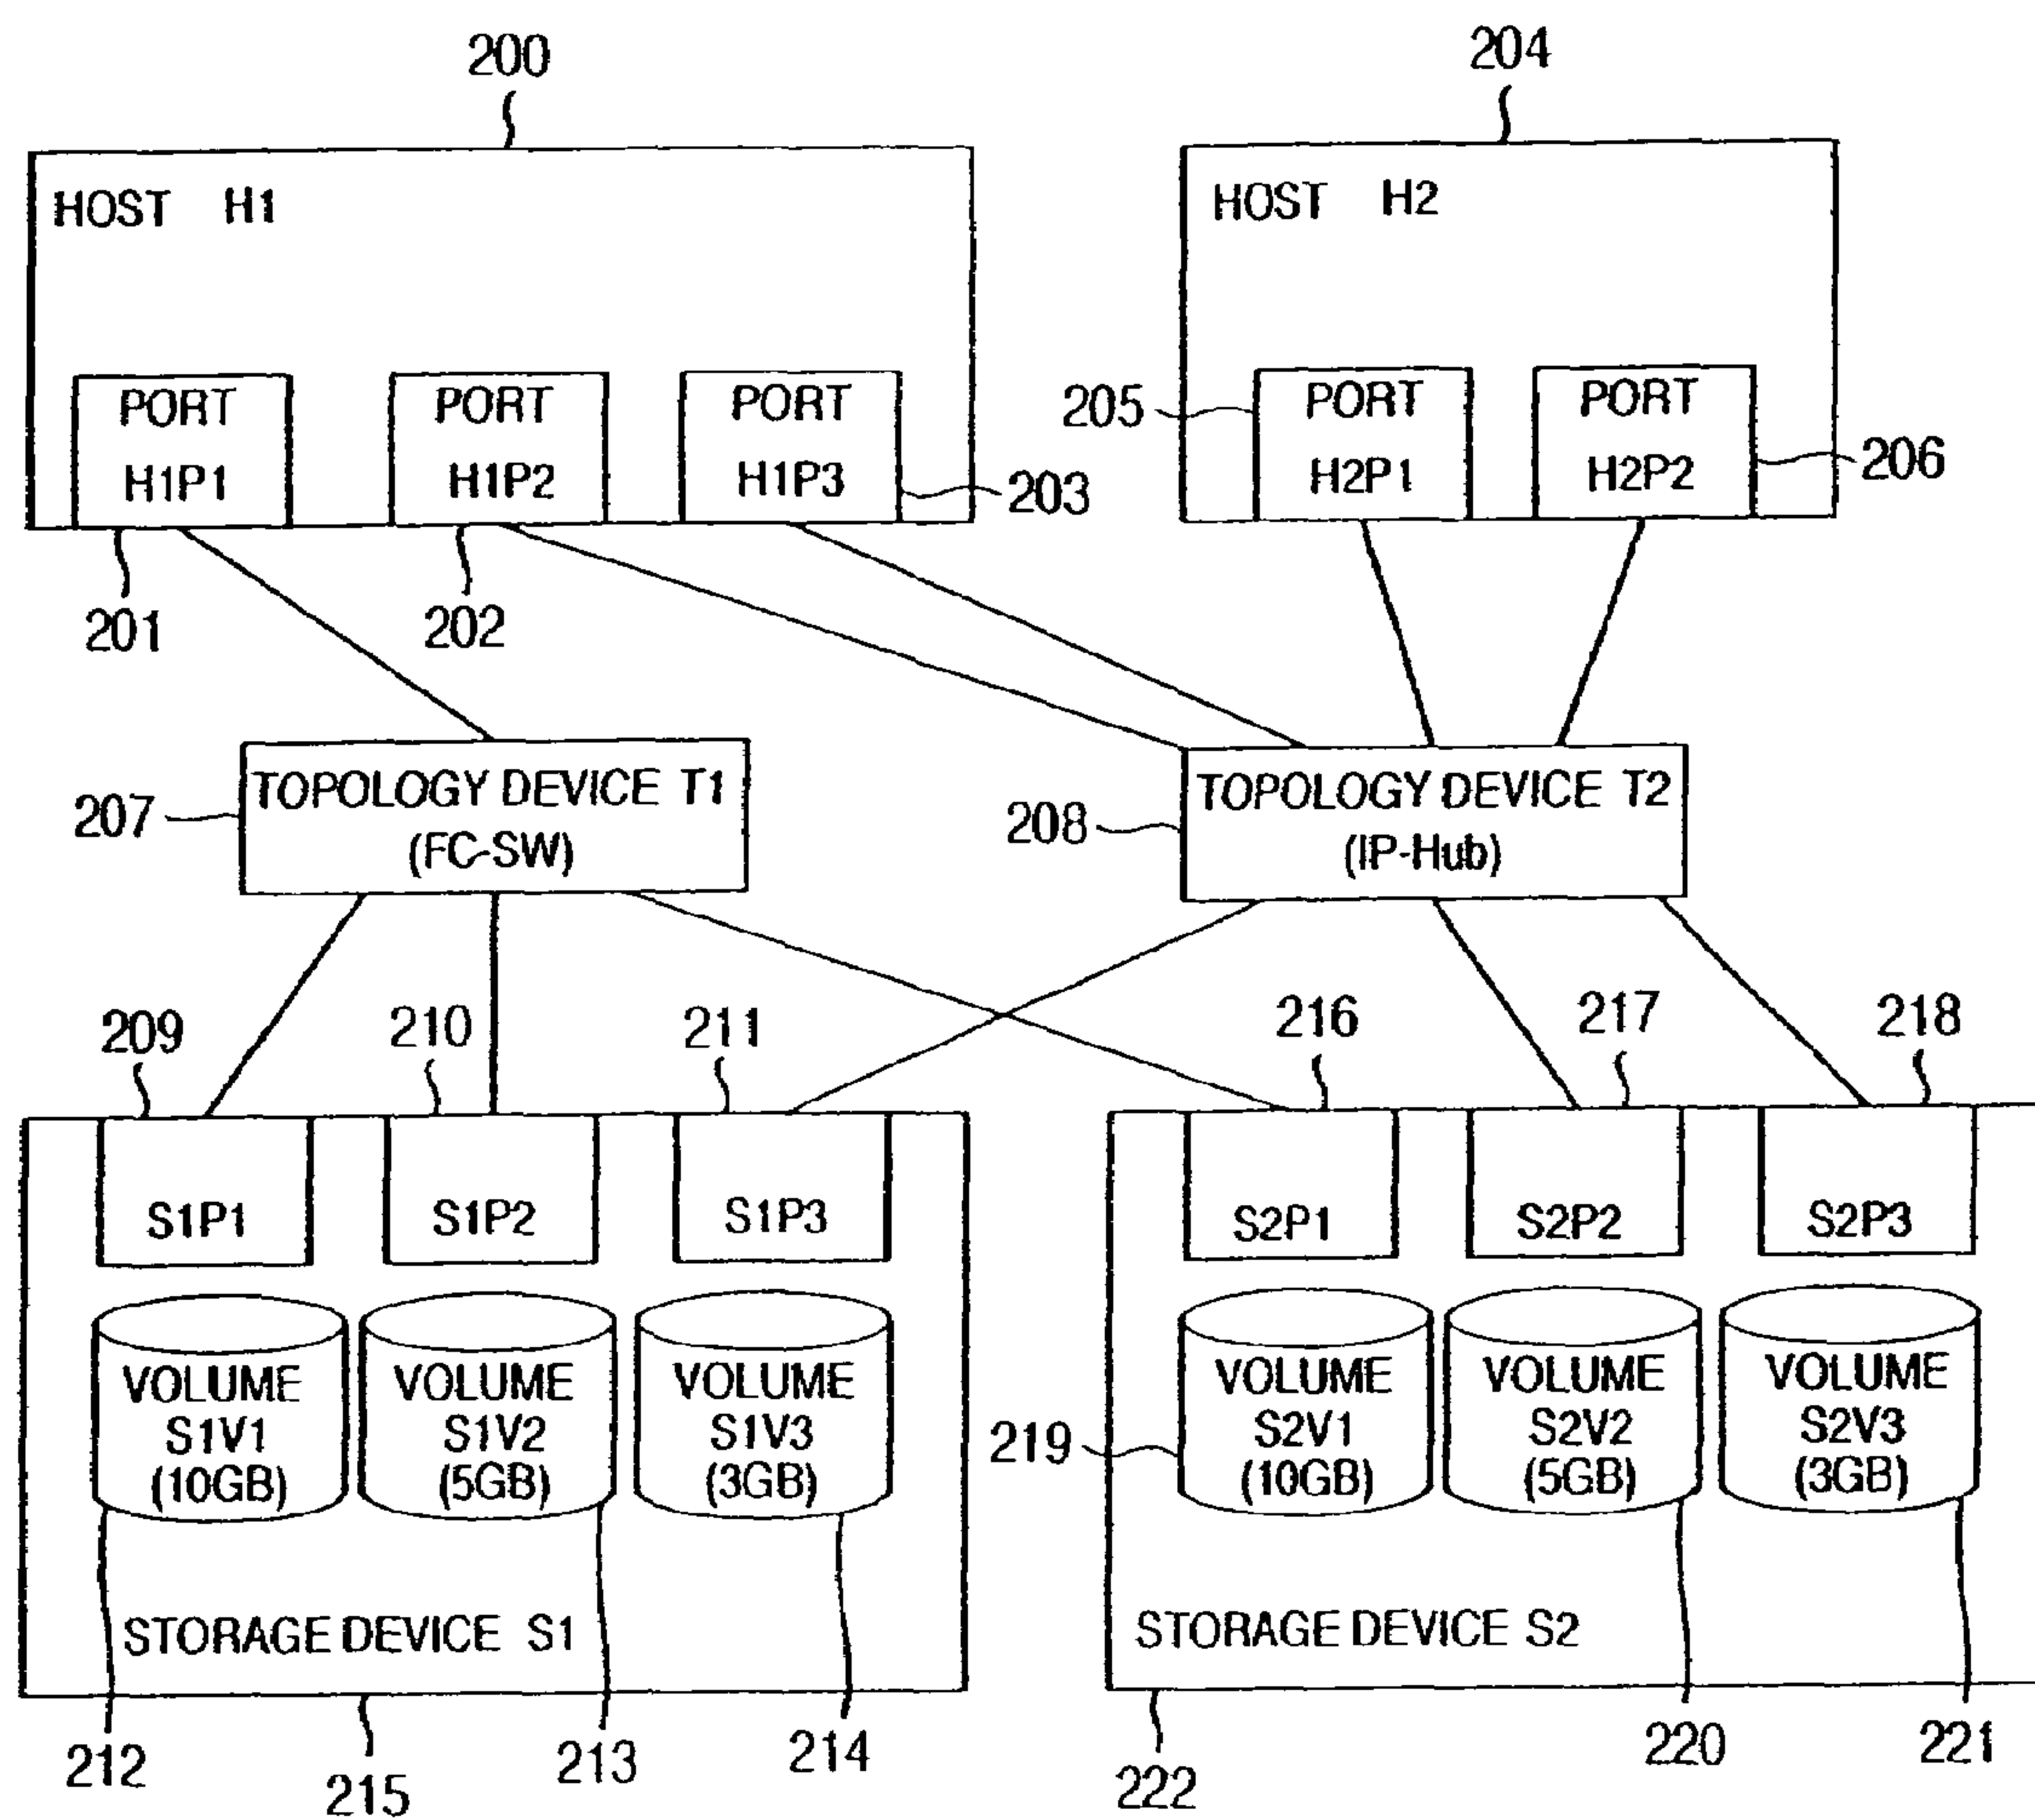 200
204
HOST H1
HOST H2
PORT
H1P1
PORT
H1P2
PORT
H1P3
203
205
PORT
H2P1
PORT
H2P2
206
201
202
207
TOPOLOGY DEVICE T1
(FC-SW)
208
TOPOLOGY DEVICE T2
(IP-Hub)
209
210
211
216
217
218
S1P1
S1P2
S1P3
S2P1
S2P2
S2P3
VOLUME
S1V1
(10GB)
VOLUME
S1V2
(5GB)
VOLUME
S1V3
(3GB)
219
VOLUME
S2V1
(10GB)
VOLUME
S2V2
(5GB)
VOLUME
S2V3
(3GB)
STORAGE DEVICE S1
STORAGE DEVICE S2
212
215
213
214
222
220
221